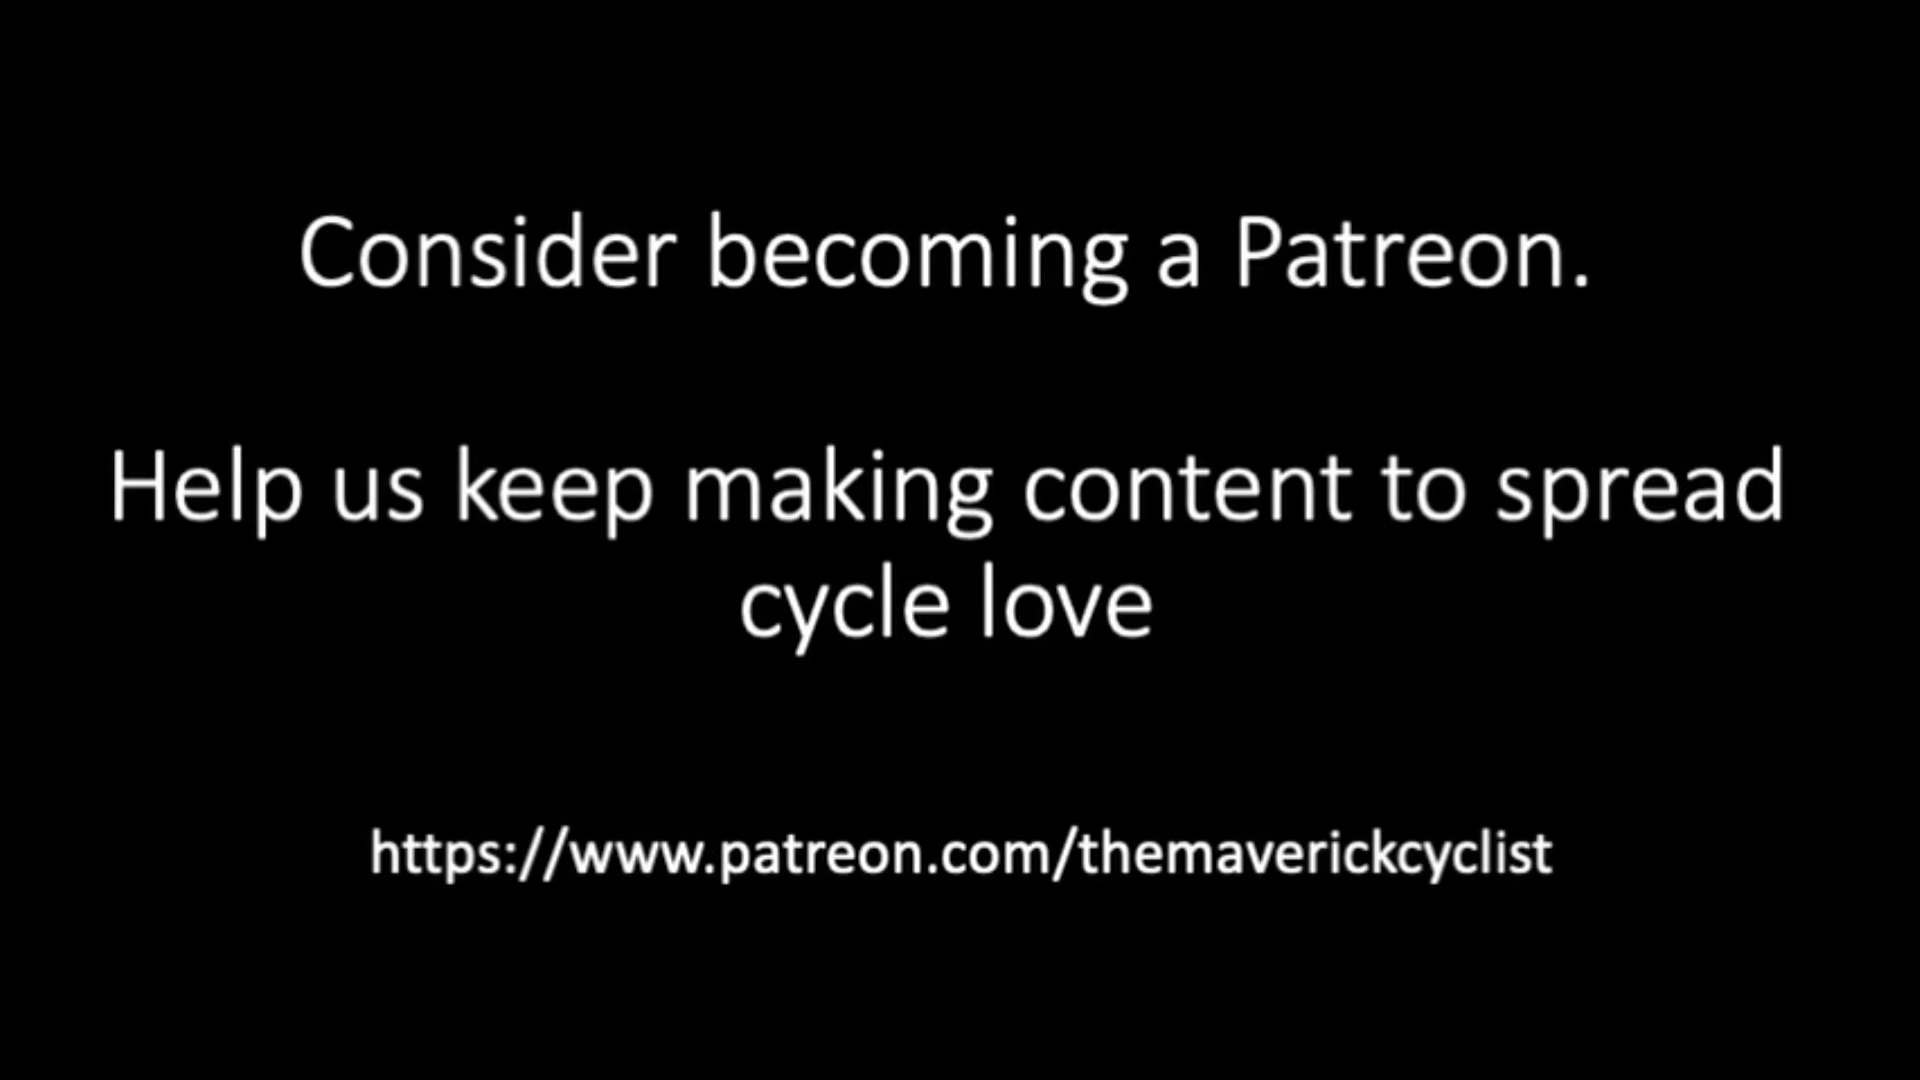 Consider becoming a Patreon.
Help us keep making content to spread
cycle love
https://www.patreon.com/themaverickcyclist